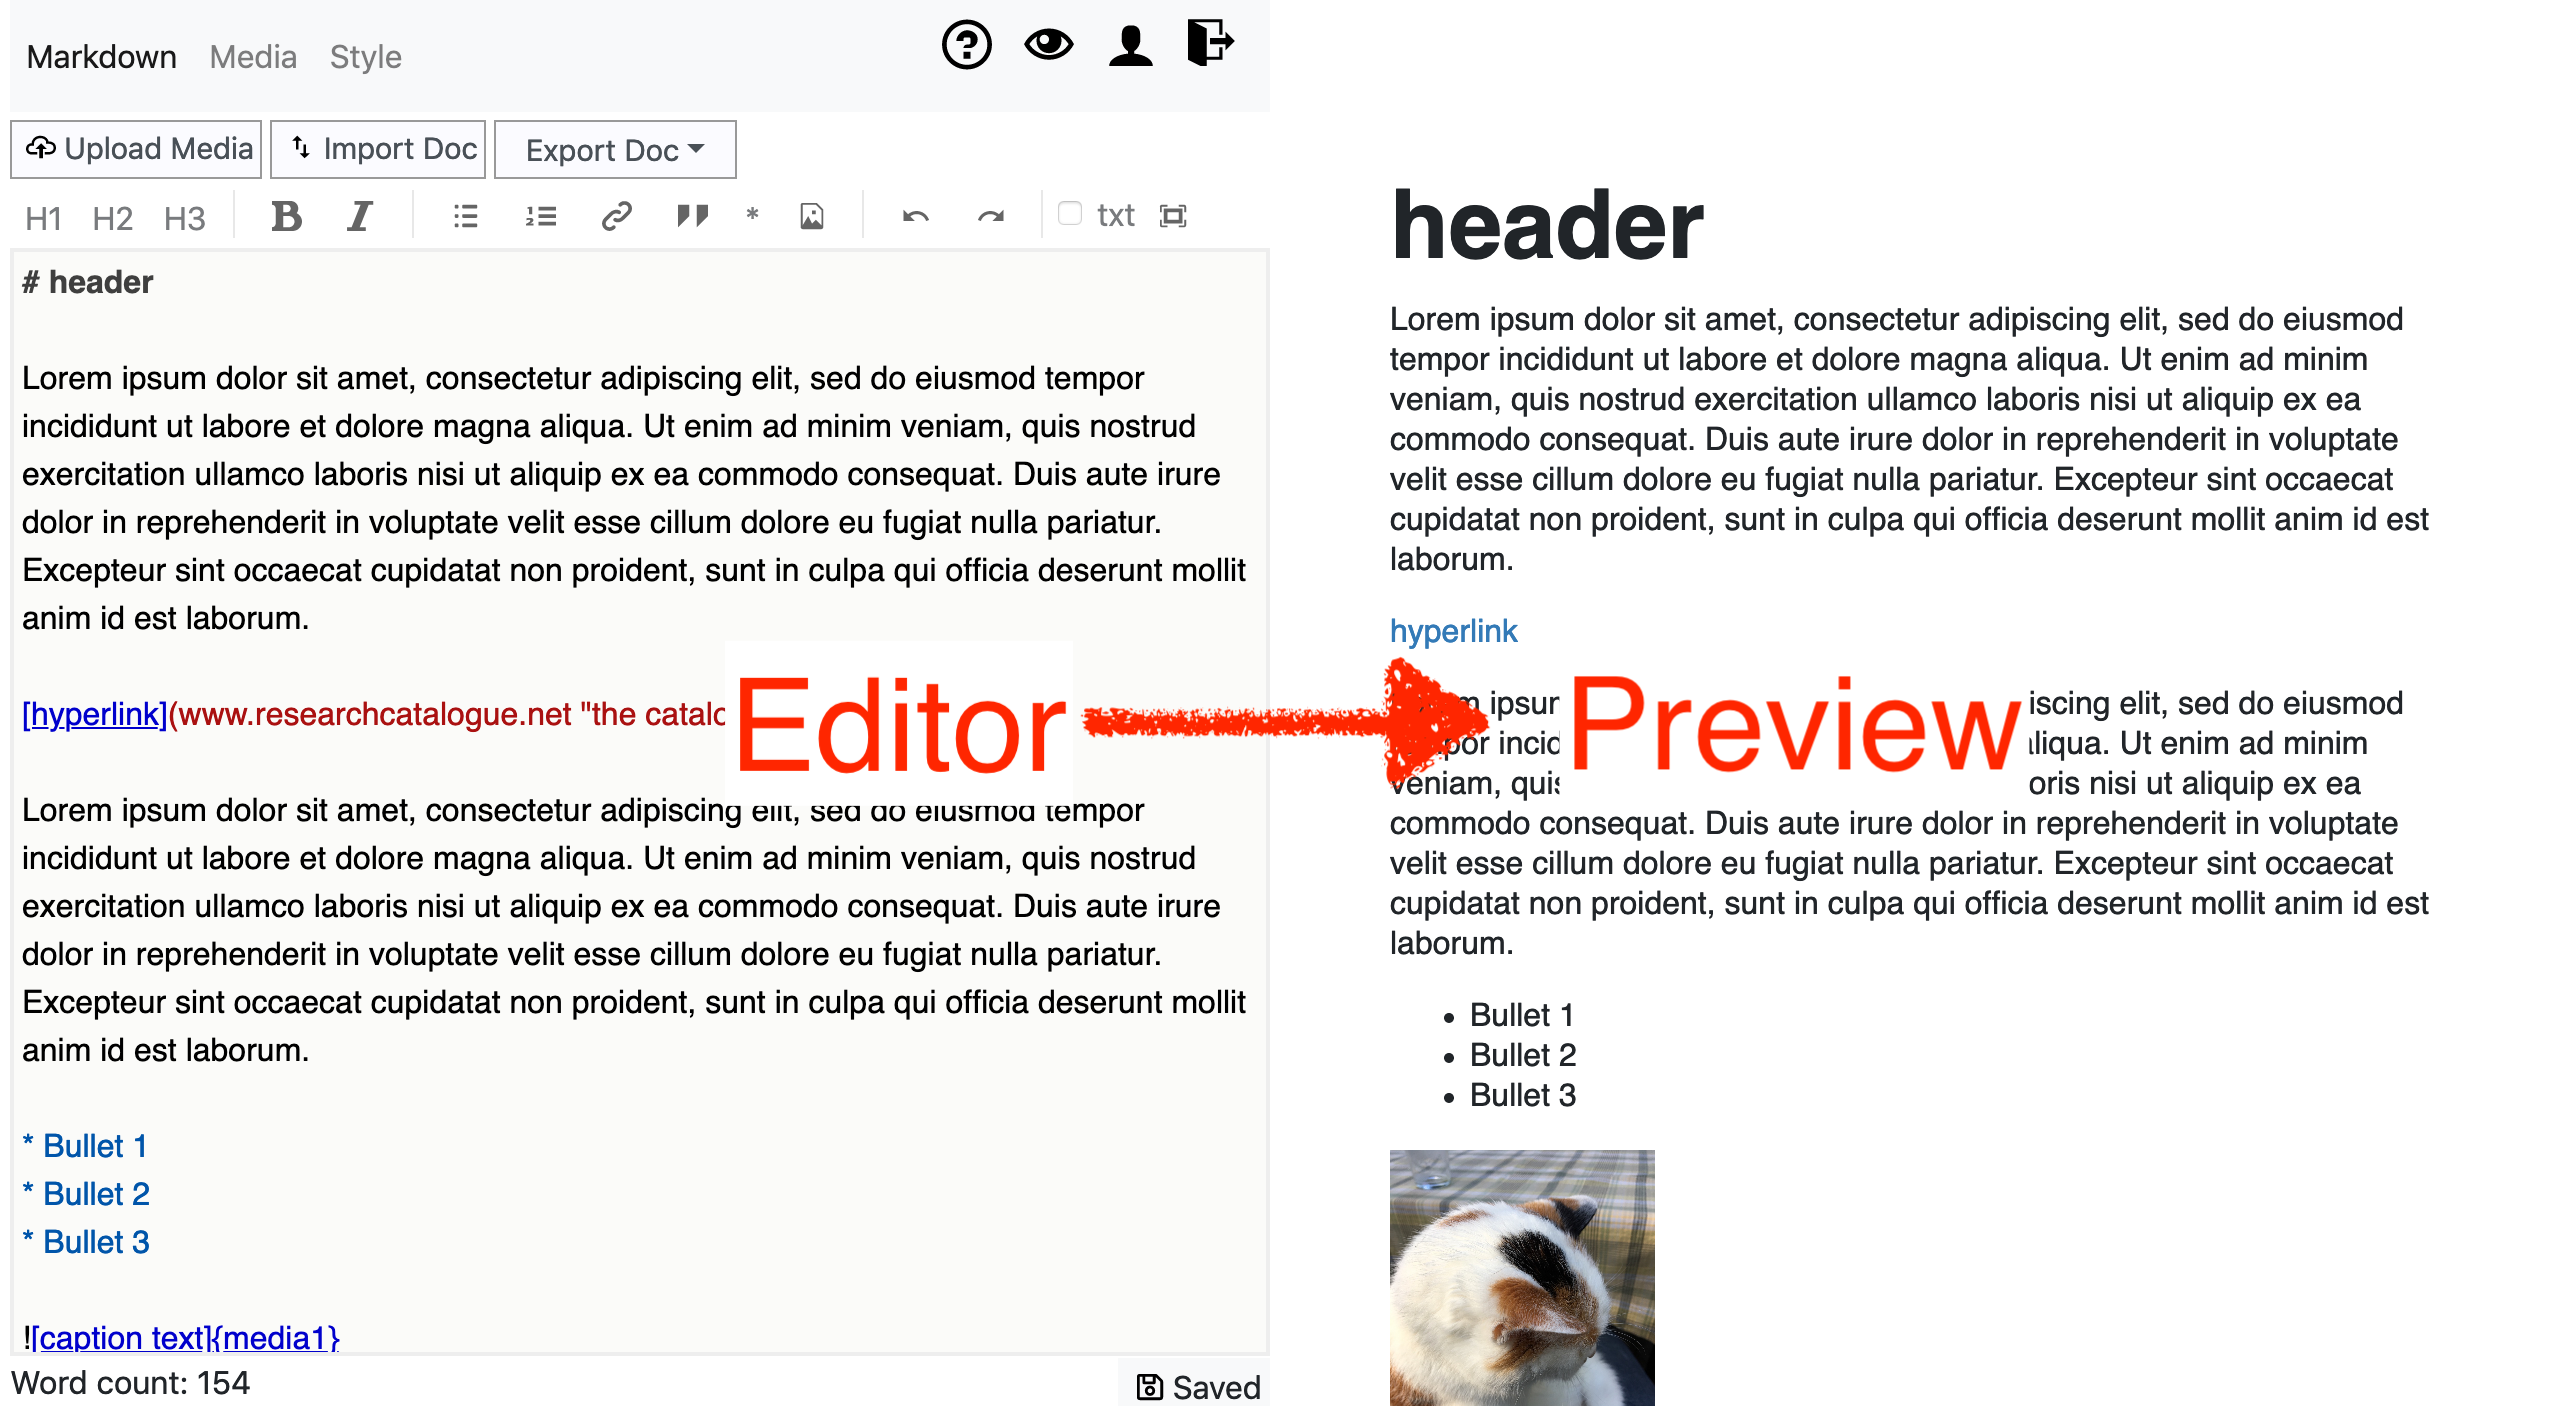 Markdown Media Style
Upload Media Import Doc Export Doc
H1 H2 H3 B I * txt
# header
Lorem ipsum dolor sit amet, consectetur adipiscing elit, sed do eiusmod tempor
incididunt ut labore et dolore magna aliqua. Ut enim ad minim veniam, quis nostrud
exercitation ullamco laboris nisi ut aliquip ex ea commodo consequat. Duis aute irure
dolor in reprehenderit in voluptate velit esse cillum dolore eu fugiat nulla pariatur.
Excepteur sint occaecat cupidatat non proident, sunt in culpa qui officia deserunt mollit
anim id est laborum.
[hyperlink](www.researchcatalogue.net "the
Editor
Lorem ipsum dolor sit amet, consectetur adipiscing elit, sed do eiusmod tempor
incididunt ut labore et dolore magna aliqua. Ut enim ad minim veniam, quis nostrud
exercitation ullamco laboris nisi ut aliquip ex ea commodo consequat. Duis aute irure
dolor in reprehenderit in voluptate velit esse cillum dolore eu fugiat nulla pariatur.
Excepteur sint occaecat cupidatat non proident, sunt in culpa qui officia deserunt mollit
anim id est laborum.
* Bullet 1
* Bullet 2
* Bullet 3
![caption text]{media1}
Word count: 154
Saved
header
Lorem ipsum dolor sit amet, consectetur adipiscing elit, sed do eiusmod
tempor incididunt ut labore et dolore magna aliqua. Ut enim ad minim
veniam, quis nostrud exercitation ullamco laboris nisi ut aliquip ex ea
commodo consequat. Duis aute irure dolor in reprehenderit in voluptate
velit esse cillum dolore eu fugiat nulla pariatur. Excepteur sint occaecat
cupidatat non proident, sunt in culpa qui officia deserunt mollit anim id est
laborum.
hyperlink
elit, sed do eiusmod
Preview
Ut enim ad minim
veniam, nisi ut aliquip ex ea
commodo consequat. Duis aute irure dolor in reprehenderit in voluptate
velit esse cillum dolore eu fugiat nulla pariatur. Excepteur sint occaecat
cupidatat non proident, sunt in culpa qui officia deserunt mollit anim id est
laborum.
Bullet 1
Bullet 2
Bullet 3